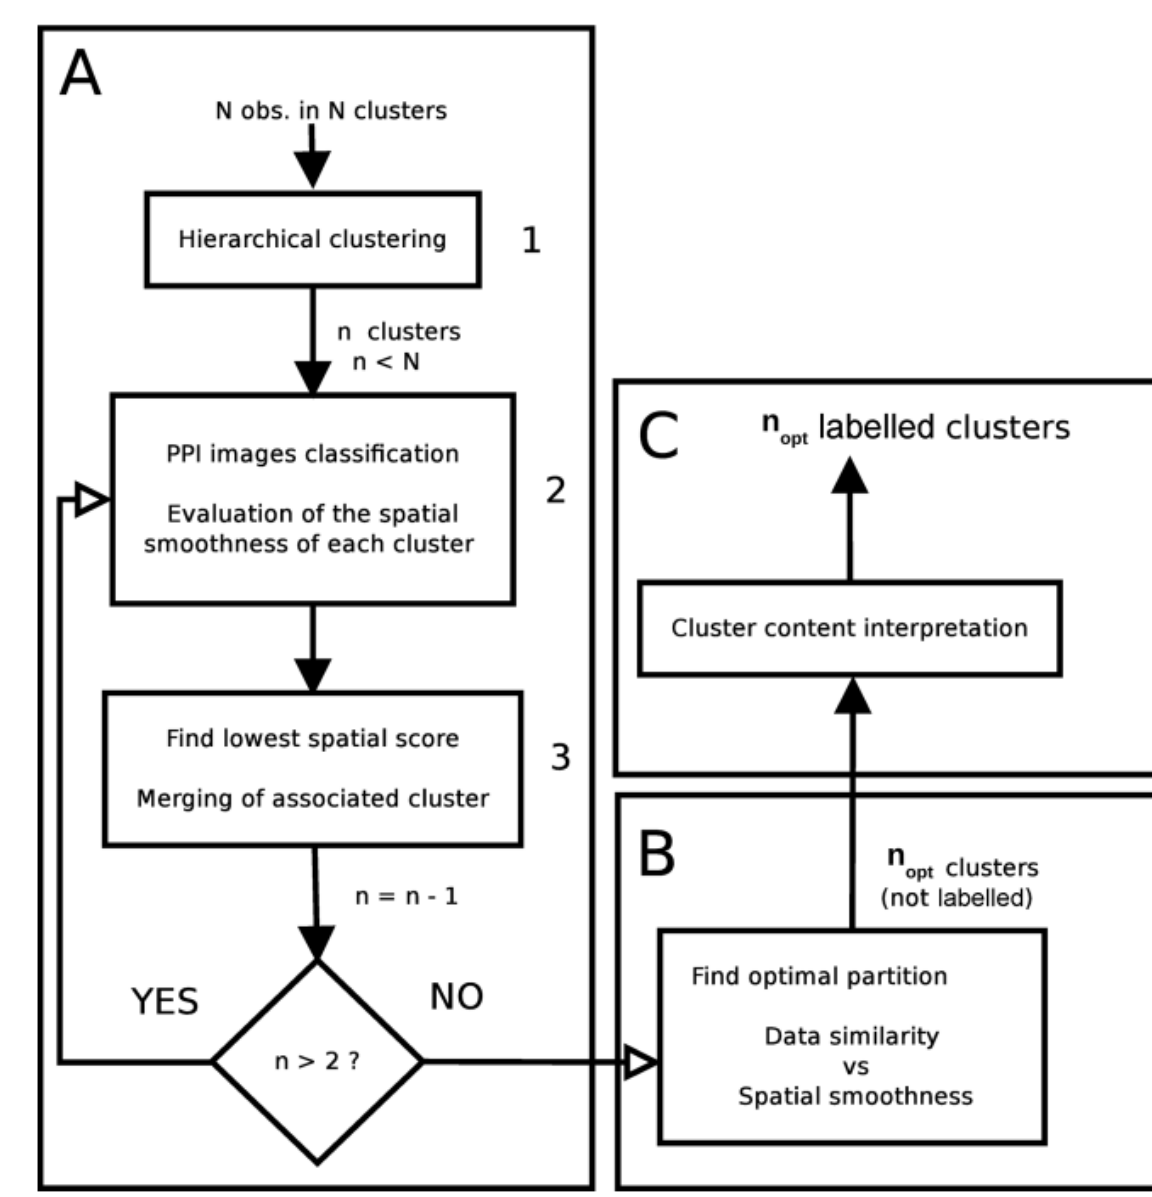 A
N obs. in N clusters
Hierarchical clustering
1
n clusters
n < N
PPI images classification
Evaluation of the spatial
smoothness of each cluster
2
Find lowest spatial score
Merging of associated cluster
3
n = n - 1
YES
NO
n > 2 ?
B
n_opt clusters
(not labelled)
Find optimal partition
Data similarity
vs
Spatial smoothness
C
n_opt labelled clusters
Cluster content interpretation